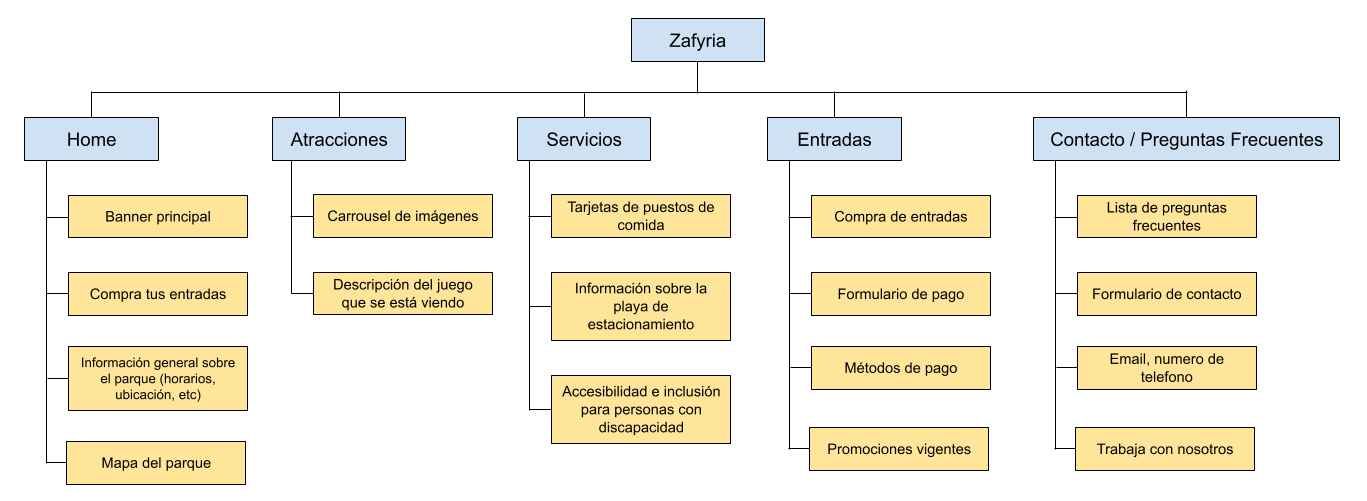 Zafyria
Home
Atracciones
Servicios
Entradas
Contacto / Preguntas Frecuentes
Banner principal
Compra tus entradas
Información general sobre
el parque (horarios,
ubicación, etc)
Mapa del parque
Carrousel de imágenes
Descripción del juego
que se está viendo
Tarjetas de puestos de
comida
Información sobre la
playa de
estacionamiento
Accesibilidad e inclusión
para personas con
discapacidad
Compra de entradas
Formulario de pago
Métodos de pago
Promociones vigentes
Lista de preguntas
frecuentes
Formulario de contacto
Email, numero de
telefono
Trabaja con nosotros